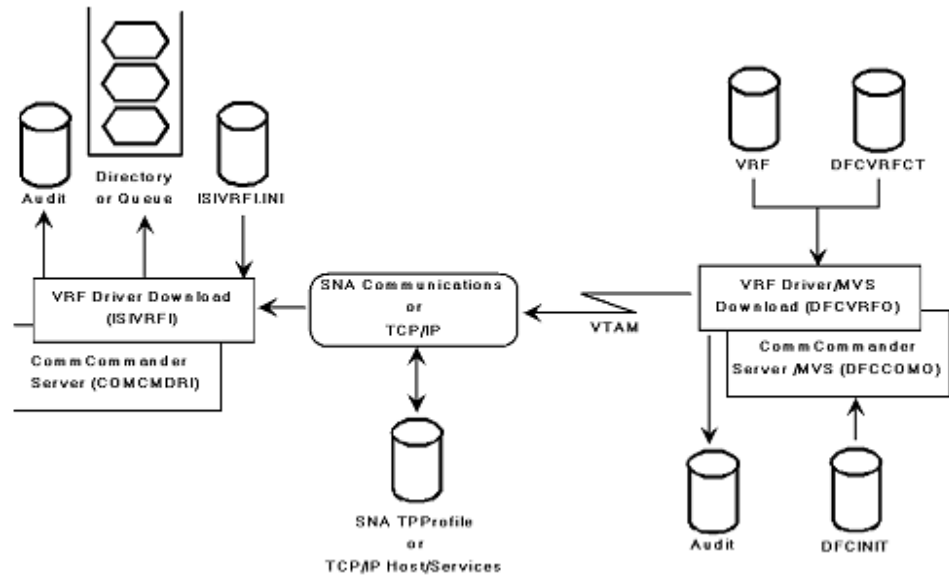 Audit
Directory
or Queue
ISIVRFI.INI
VRF
DFCVRFCT
VRF Driver Download
(ISIVRFI)
CommCommander
Server (COMCMDRI)
SNA Communications
or
TCP/IP
VTAM
VRF Driver/MVS
Download (DFCVRFO)
CommCommander
Server /MVS (DFCCOMO)
SNA TPProfile
or
TCP/IP Host/Services
Audit
DFCINIT